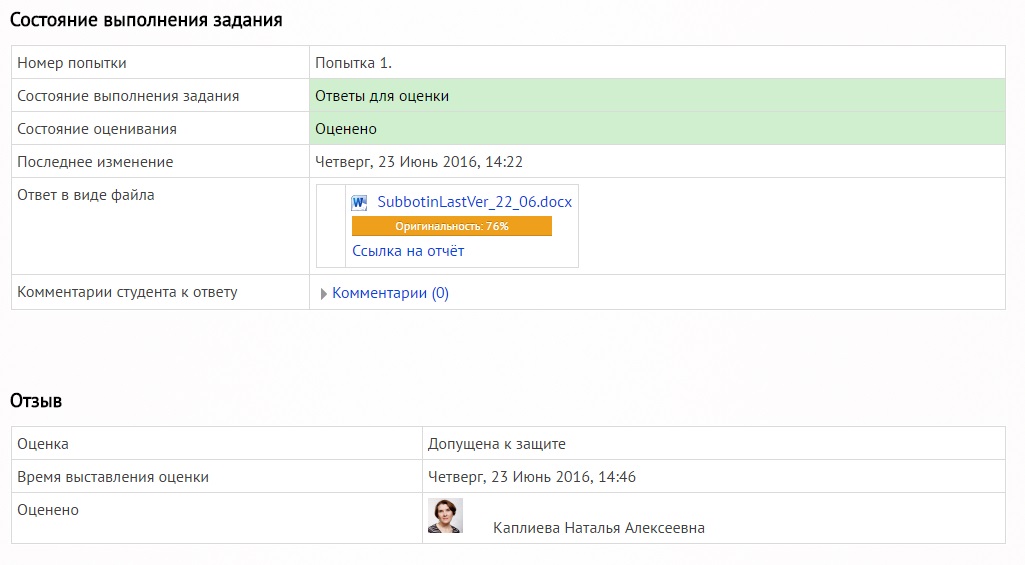 Состояние выполнения задания
Номер попытки Попытка 1.
Состояние выполнения задания Ответы для оценки
Состояние оценивания Оценено
Последнее изменение Четверг, 23 Июнь 2016, 14:22
Ответ в виде файла SubbotinLastVer_22_06.docx
Оригинальность: 76%
Ссылка на отчёт
Комментарии студента к ответу Комментарии (0)
Отзыв
Оценка Допущена к защите
Время выставления оценки Четверг, 23 Июнь 2016, 14:46
Оценено Каплиева Наталья Алексеевна